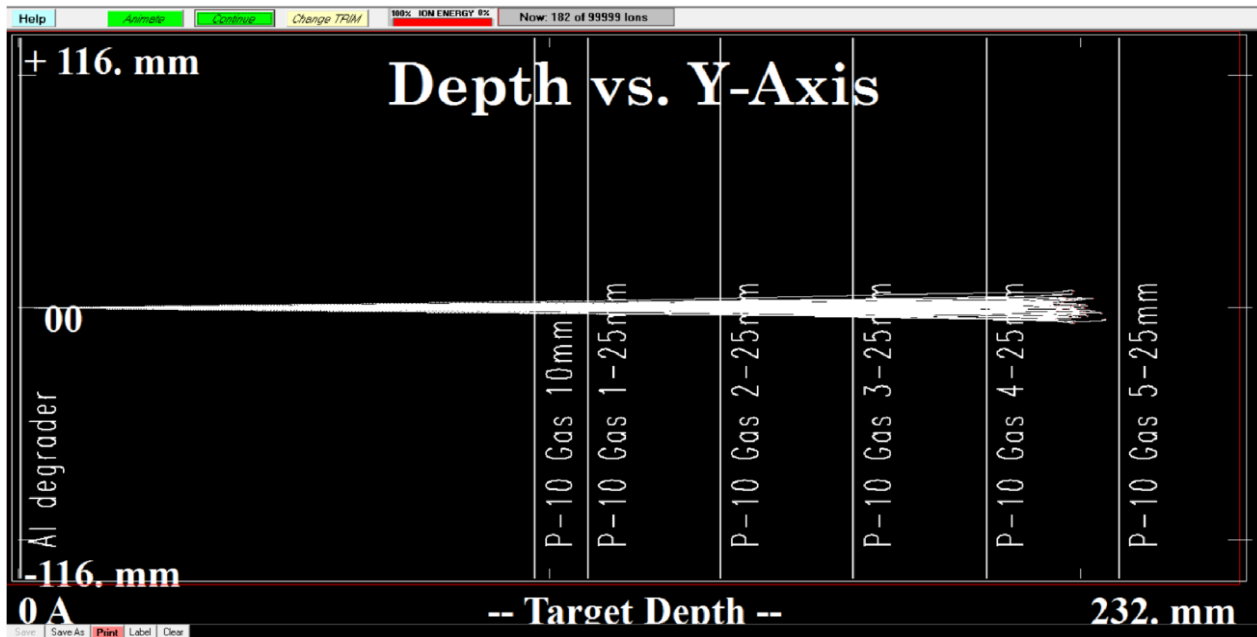 Help Animate Continue Change TRIM 100% ION ENERGY 0% Now: 182 of 99999 Ions
+ 116. mm
Depth vs. Y-Axis
00
Al degrader
P-10 Gas 10mm
P-10 Gas 1-25mm
P-10 Gas 2-25mm
P-10 Gas 3-25mm
P-10 Gas 4-25mm
P-10 Gas 5-25mm
-116. mm
0 A -- Target Depth -- 232. mm
Save Save As Print Label Clear